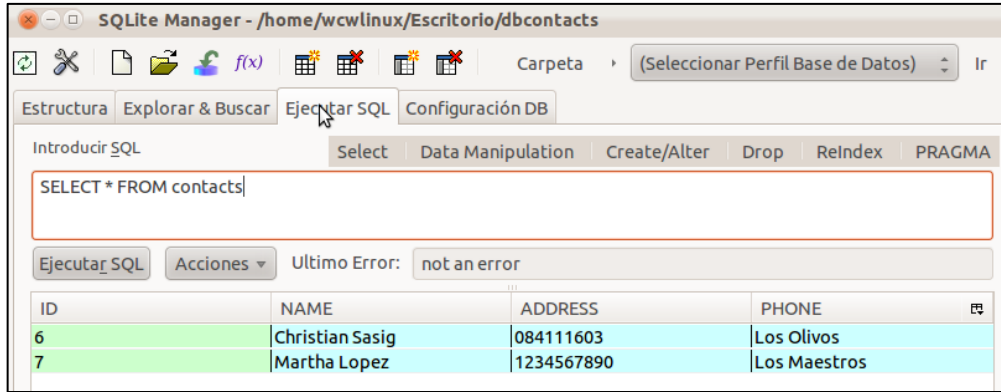 SQLite Manager - /home/wcwlinux/Escritorio/dbcontacts
f(x) Carpeta (Seleccionar Perfil Base de Datos) Ir
Estructura Explorar & Buscar Ejecutar SQL Configuración DB
Introducir SQL Select Data Manipulation Create/Alter Drop ReIndex PRAGMA
SELECT * FROM contacts
Ejecutar SQL Acciones Ultimo Error: not an error
ID NAME ADDRESS PHONE
6 Christian Sasig 084111603 Los Olivos
7 Martha Lopez 1234567890 Los Maestros